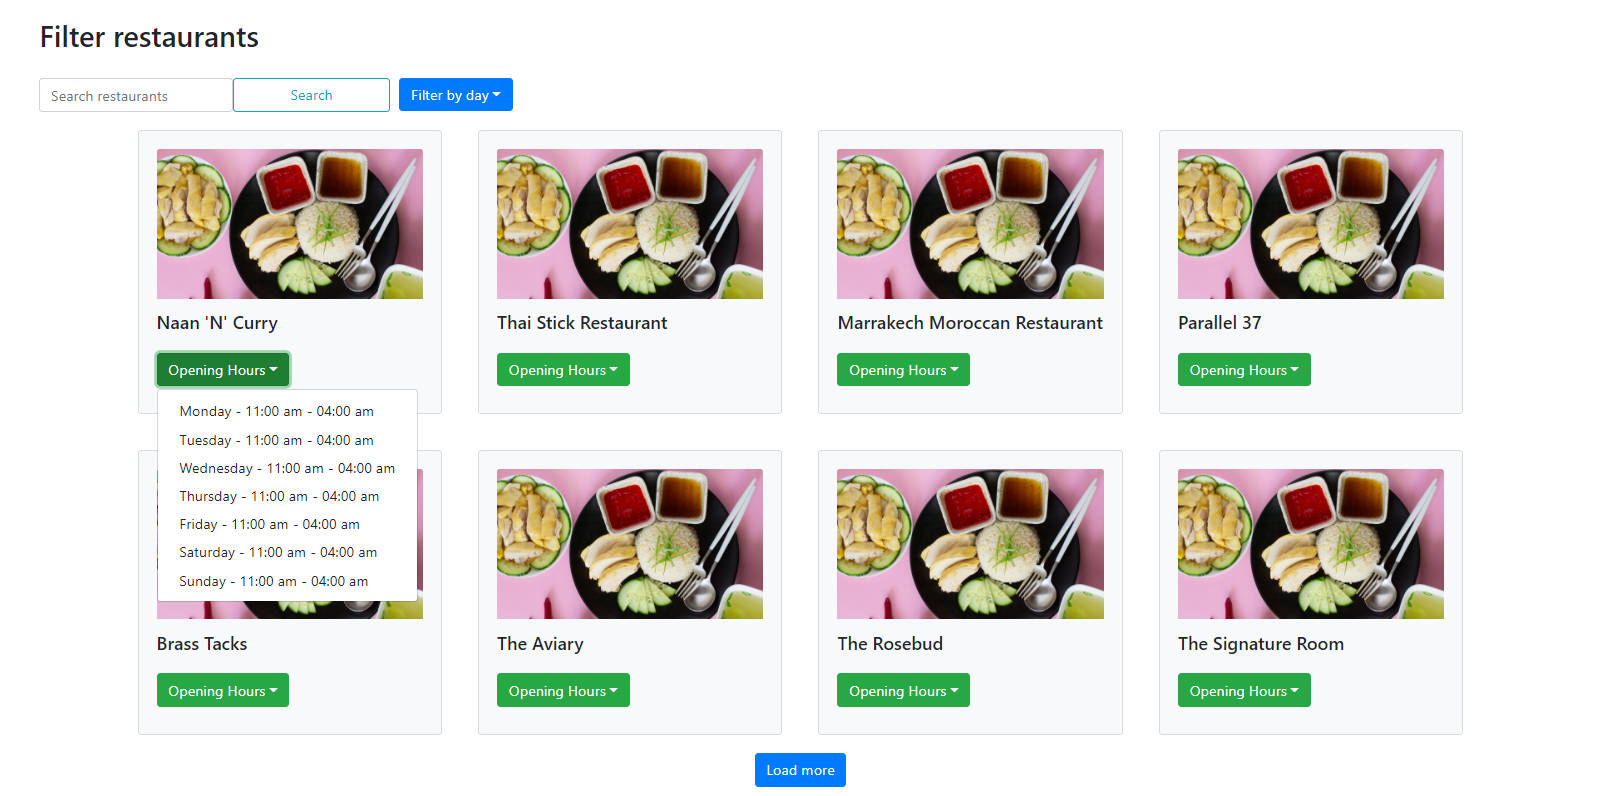 Filter restaurants
Search restaurants
Search
Filter by day
Naan 'N' Curry
Thai Stick Restaurant
Marrakech Moroccan Restaurant
Parallel 37
Opening Hours
Opening Hours
Opening Hours
Opening Hours
Monday - 11:00 am - 04:00 am
Tuesday - 11:00 am - 04:00 am
Wednesday - 11:00 am - 04:00 am
Thursday - 11:00 am - 04:00 am
Friday - 11:00 am - 04:00 am
Saturday - 11:00 am - 04:00 am
Sunday - 11:00 am - 04:00 am
Brass Tacks
The Aviary
The Rosebud
The Signature Room
Opening Hours
Opening Hours
Opening Hours
Opening Hours
Load more